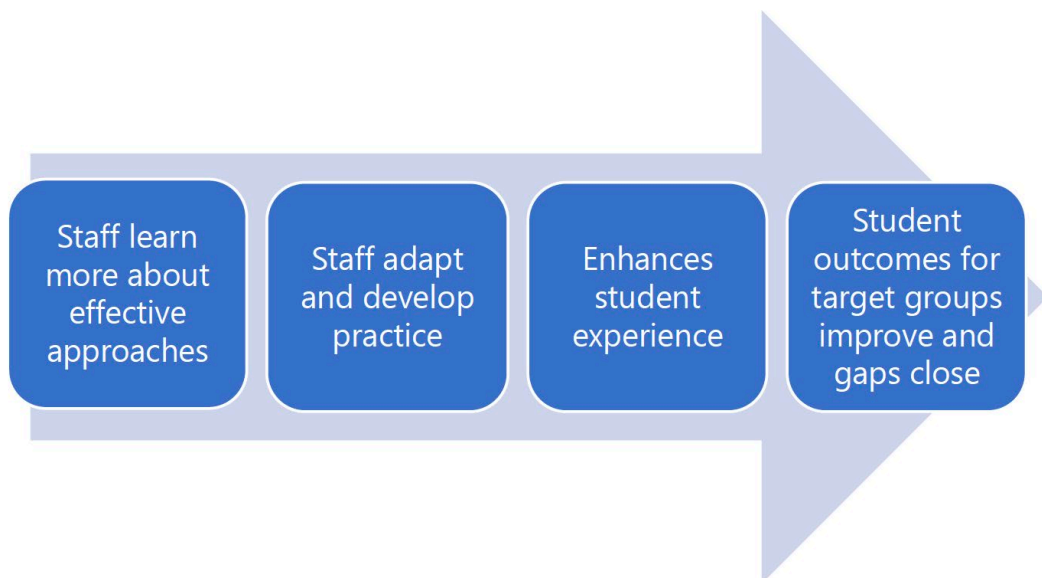 Staff learn
more about
effective
approaches
Staff adapt
and develop
practice
Enhances
student
experience
Student
outcomes for
target groups
improve and
gaps close